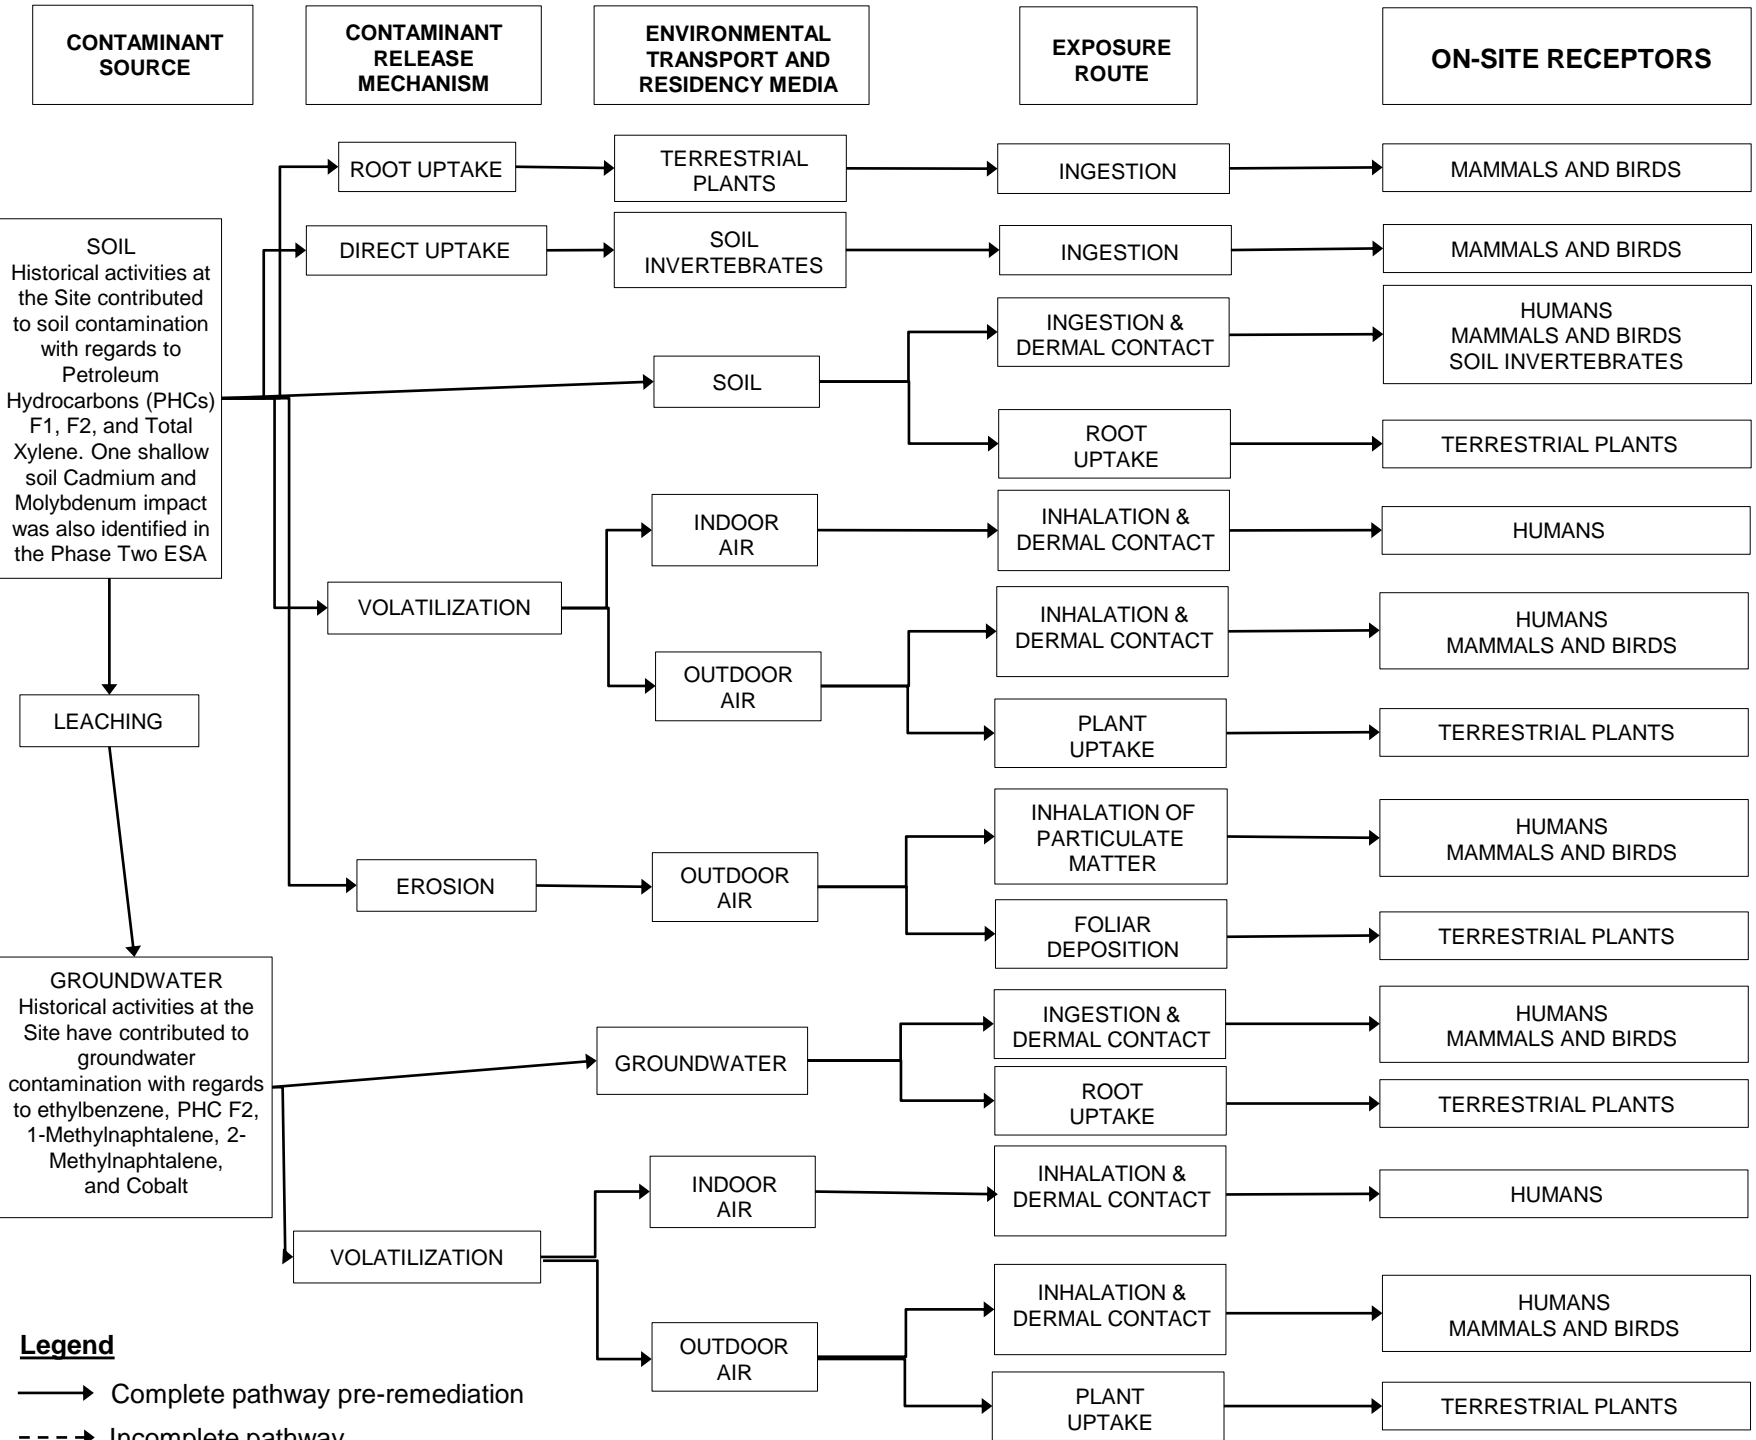 CONTAMINANT
SOURCE
CONTAMINANT
RELEASE
MECHANISM
ENVIRONMENTAL
TRANSPORT AND
RESIDENCY MEDIA
EXPOSURE
ROUTE
ON-SITE RECEPTORS
ROOT UPTAKE
TERRESTRIAL
PLANTS
INGESTION
MAMMALS AND BIRDS
DIRECT UPTAKE
SOIL
INVERTEBRATES
INGESTION
MAMMALS AND BIRDS
SOIL
Historical activities at
the Site contributed
to soil contamination
with regards to
Petroleum
Hydrocarbons (PHCs)
F1, F2, and Total
Xylene. One shallow
soil Cadmium and
Molybdenum impact
was also identified in
the Phase Two ESA
SOIL
INGESTION &
DERMAL CONTACT
HUMANS
MAMMALS AND BIRDS
SOIL INVERTEBRATES
ROOT
UPTAKE
TERRESTRIAL PLANTS
VOLATILIZATION
INDOOR
AIR
INHALATION &
DERMAL CONTACT
HUMANS
OUTDOOR
AIR
INHALATION &
DERMAL CONTACT
HUMANS
MAMMALS AND BIRDS
PLANT
UPTAKE
TERRESTRIAL PLANTS
LEACHING
EROSION
OUTDOOR
AIR
INHALATION OF
PARTICULATE
MATTER
HUMANS
MAMMALS AND BIRDS
FOLIAR
DEPOSITION
TERRESTRIAL PLANTS
GROUNDWATER
Historical activities at the
Site have contributed to
groundwater
contamination with regards
to ethylbenzene, PHC F2,
1-Methylnaphtalene, 2-
Methylnaphtalene,
and Cobalt
GROUNDWATER
INGESTION &
DERMAL CONTACT
HUMANS
MAMMALS AND BIRDS
ROOT
UPTAKE
TERRESTRIAL PLANTS
VOLATILIZATION
INDOOR
AIR
INHALATION &
DERMAL CONTACT
HUMANS
OUTDOOR
AIR
INHALATION &
DERMAL CONTACT
HUMANS
MAMMALS AND BIRDS
PLANT
UPTAKE
TERRESTRIAL PLANTS
Legend
Complete pathway pre-remediation
Incomplete pathway